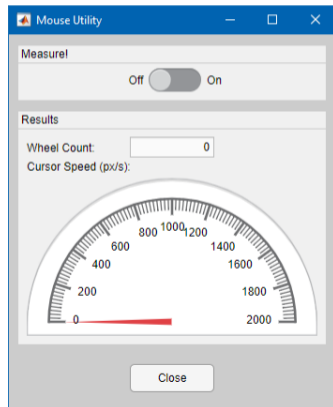 Mouse Utility
Measure!
Off On
Results
Wheel Count: 0
Cursor Speed (px/s):
0
200
400
600
800
1000
1200
1400
1600
1800
2000
Close